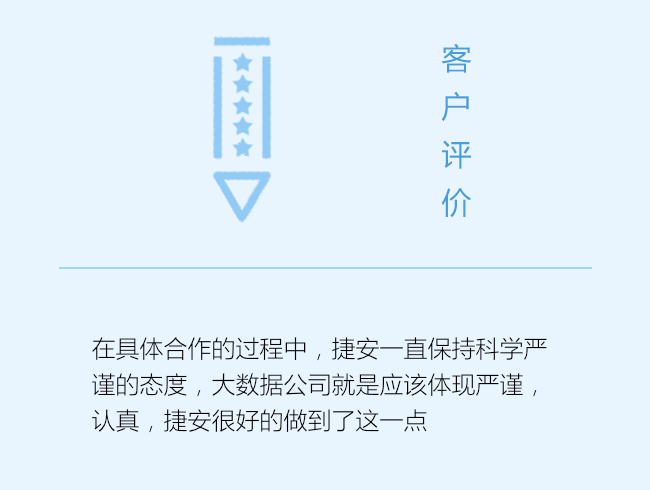 客户评价
在具体合作的过程中，捷安一直保持科学严
谨的态度，大数据公司就是应该体现严谨，
认真，捷安很好的做到了这一点